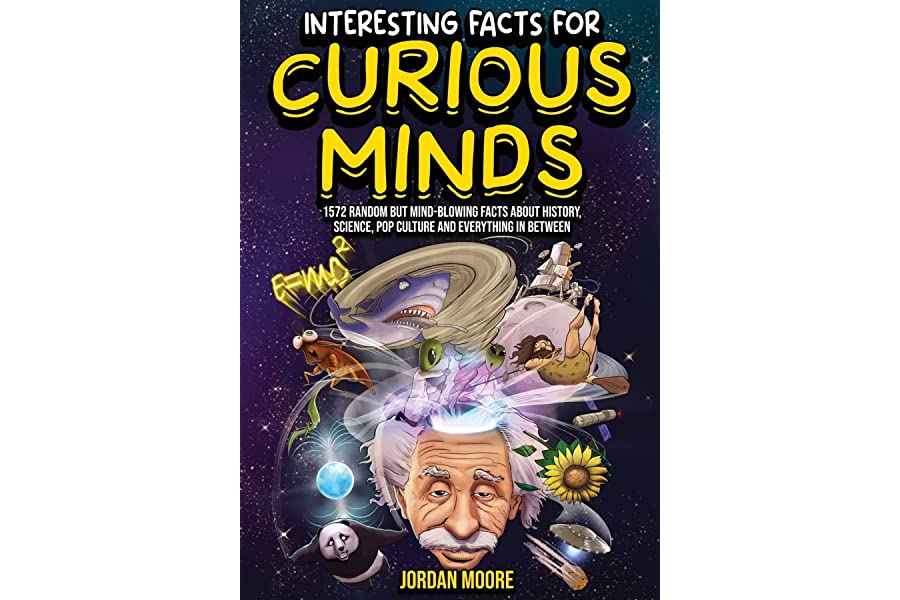 INTERESTING FACTS FOR
CURIOUS
MINDS
1572 RANDOM BUT MIND-BLOWING FACTS ABOUT HISTORY,
SCIENCE, POP CULTURE AND EVERYTHING IN BETWEEN
E=MC²
JORDAN MOORE